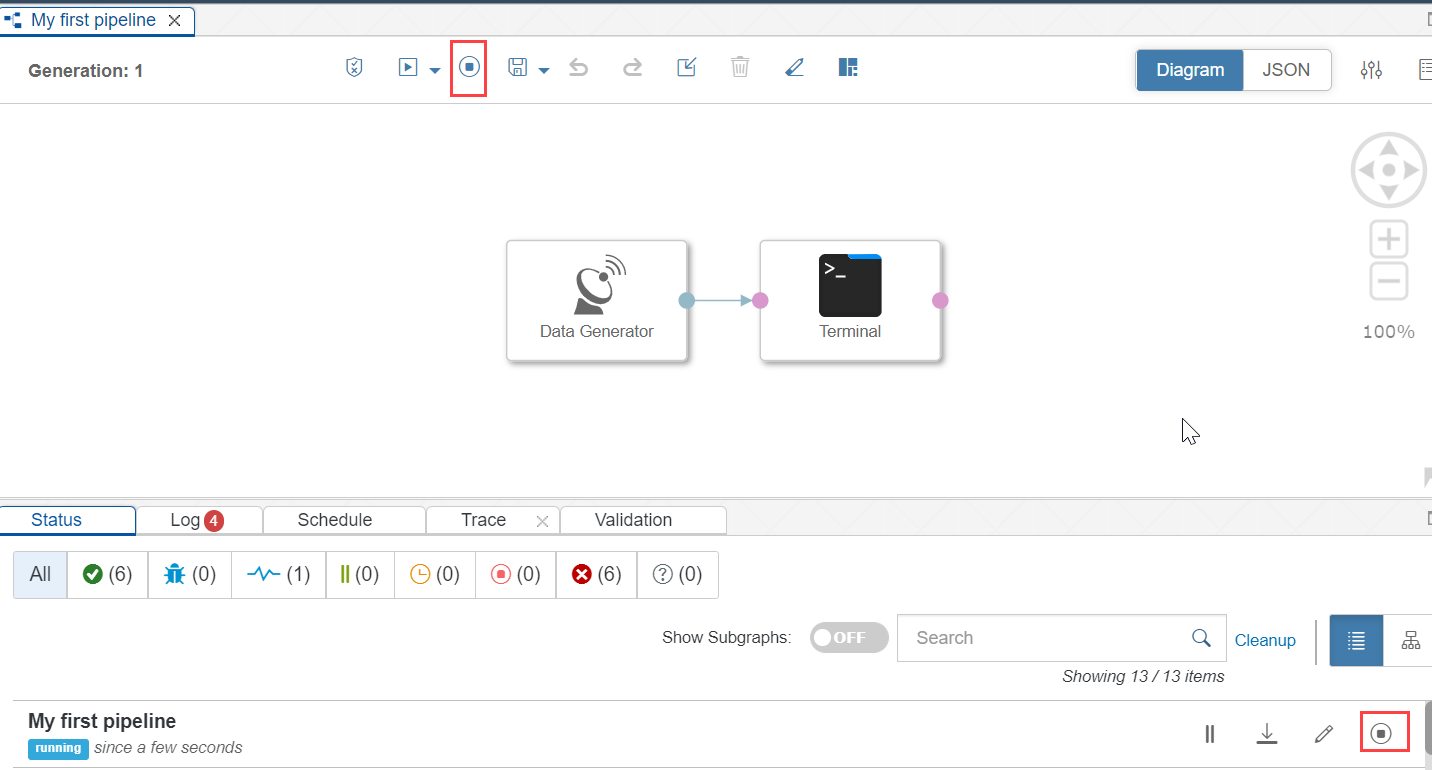 My first pipeline
Generation: 1
Diagram JSON
>_
Data Generator
Terminal
100%
Status Log 4 Schedule Trace Validation
All (6) (0) (1) (0) (0) (0) (6) ? (0)
Show Subgraphs: OFF Search Cleanup
Showing 13 / 13 items
My first pipeline
running since a few seconds